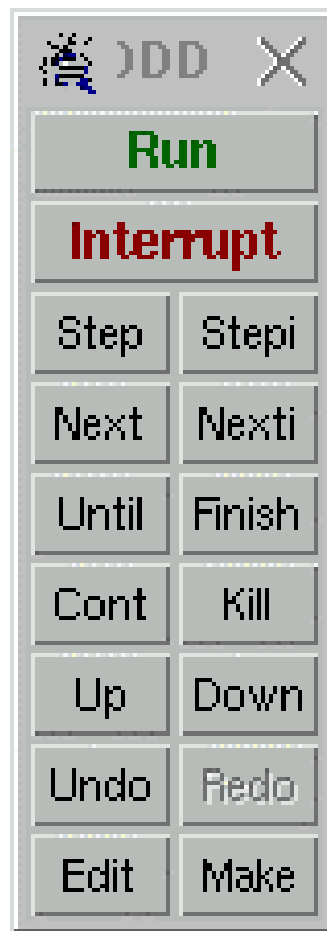 DDD
Run
Interrupt
Step Stepi
Next Nexti
Until Finish
Cont Kill
Up Down
Undo Redo
Edit Make